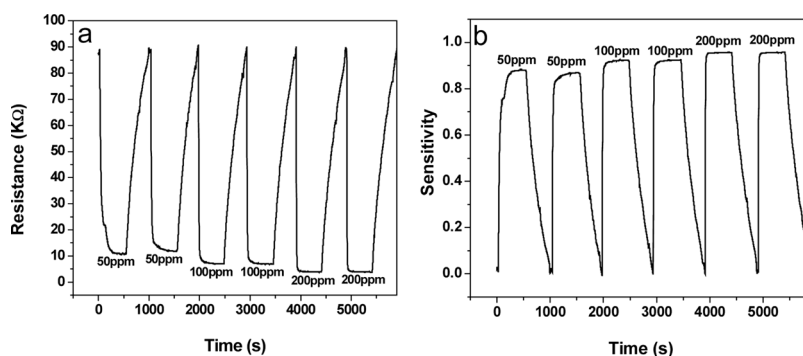 a
100
90
80
70
60
50
40
30
20
10
0
Resistance (KΩ)
50ppm
50ppm
100ppm
100ppm
200ppm
200ppm
0
1000
2000
3000
4000
5000
Time (s)
b
1.0
0.8
0.6
0.4
0.2
0.0
Sensitivity
50ppm
50ppm
100ppm
100ppm
200ppm
200ppm
0
1000
2000
3000
4000
5000
Time (s)